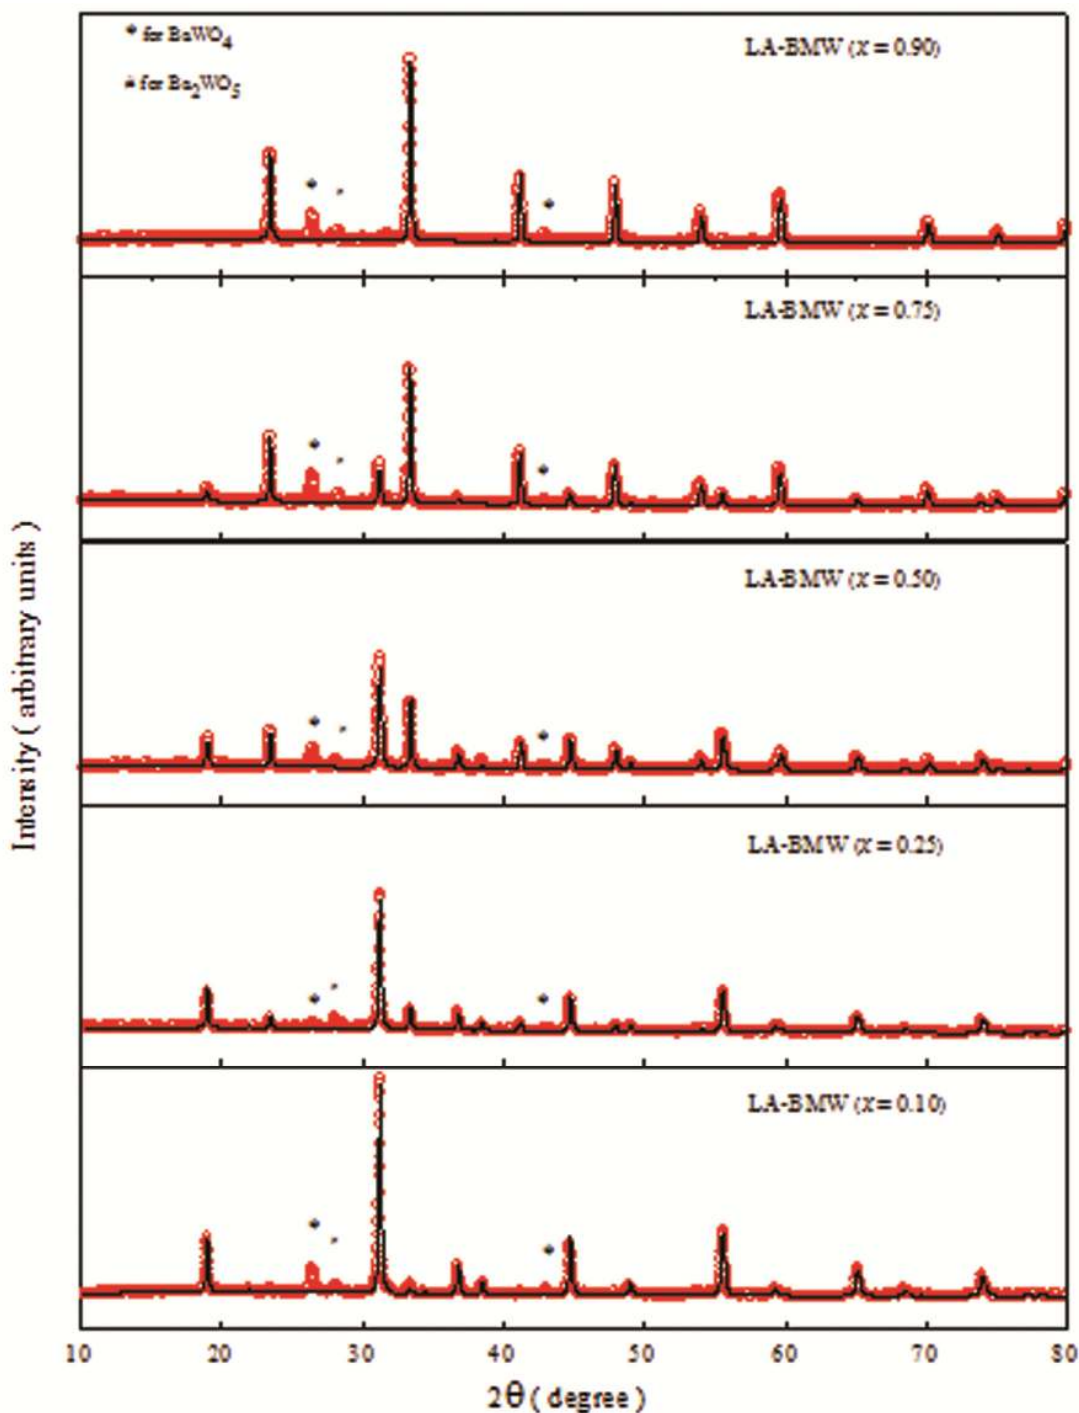 * for BaWO4
* for Ba2WO5
LA-BMW (x = 0.90)
LA-BMW (x = 0.75)
LA-BMW (x = 0.50)
LA-BMW (x = 0.25)
LA-BMW (x = 0.10)
Intensity ( arbitrary units )
10 20 30 40 50 60 70 80
2θ ( degree )